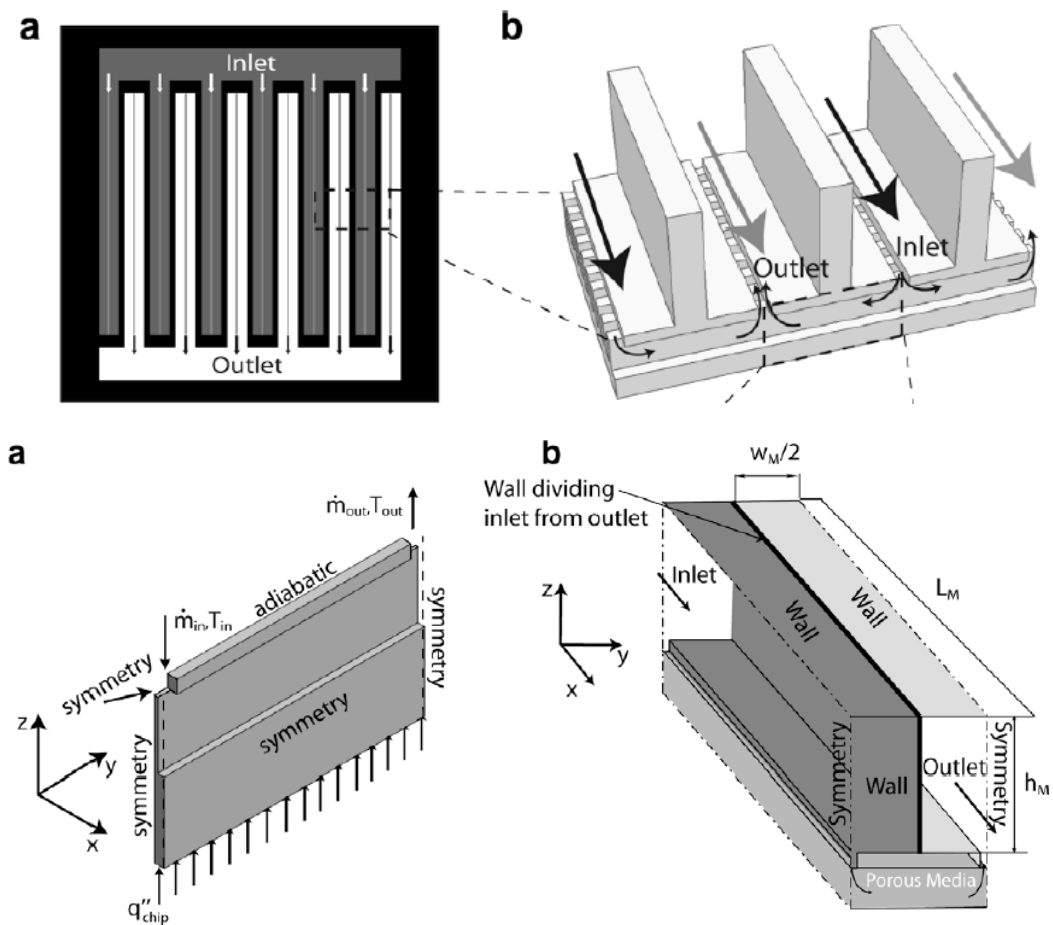 a
Inlet
Outlet
b
Outlet
Inlet
a
ṁout,Tout
adiabatic
ṁin,Tin
symmetry
symmetry
symmetry
symmetry
z
y
x
q″chip
b
wM/2
Wall dividing
inlet from outlet
Inlet
LM
z
y
x
Wall
Wall
Symmetry
Wall
Outlet
Symmetry
hM
Porous Media